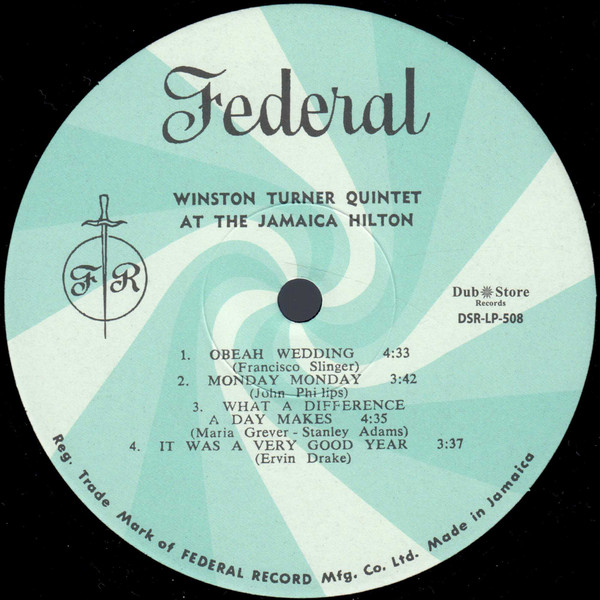 Federal
WINSTON TURNER QUINTET
AT THE JAMAICA HILTON
F R
Dub Store
Records
DSR-LP-508
1. OBEAH WEDDING 4:33
(Francisco Slinger)
2. MONDAY MONDAY 3:42
(John Phillips)
3. WHAT A DIFFERENCE
A DAY MAKES 4:35
(Maria Grever - Stanley Adams)
4. IT WAS A VERY GOOD YEAR 3:37
(Ervin Drake)
Reg. Trade Mark of FEDERAL RECORD Mfg. Co. Ltd. Made in Jamaica